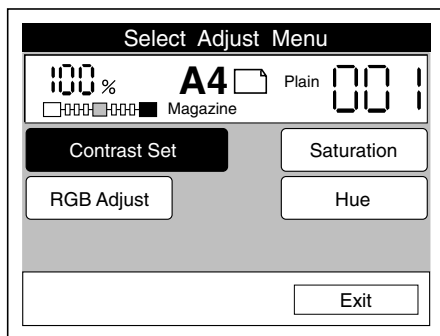 Select Adjust Menu
100 % A4 Plain 001
Magazine
Contrast Set Saturation
RGB Adjust Hue
Exit